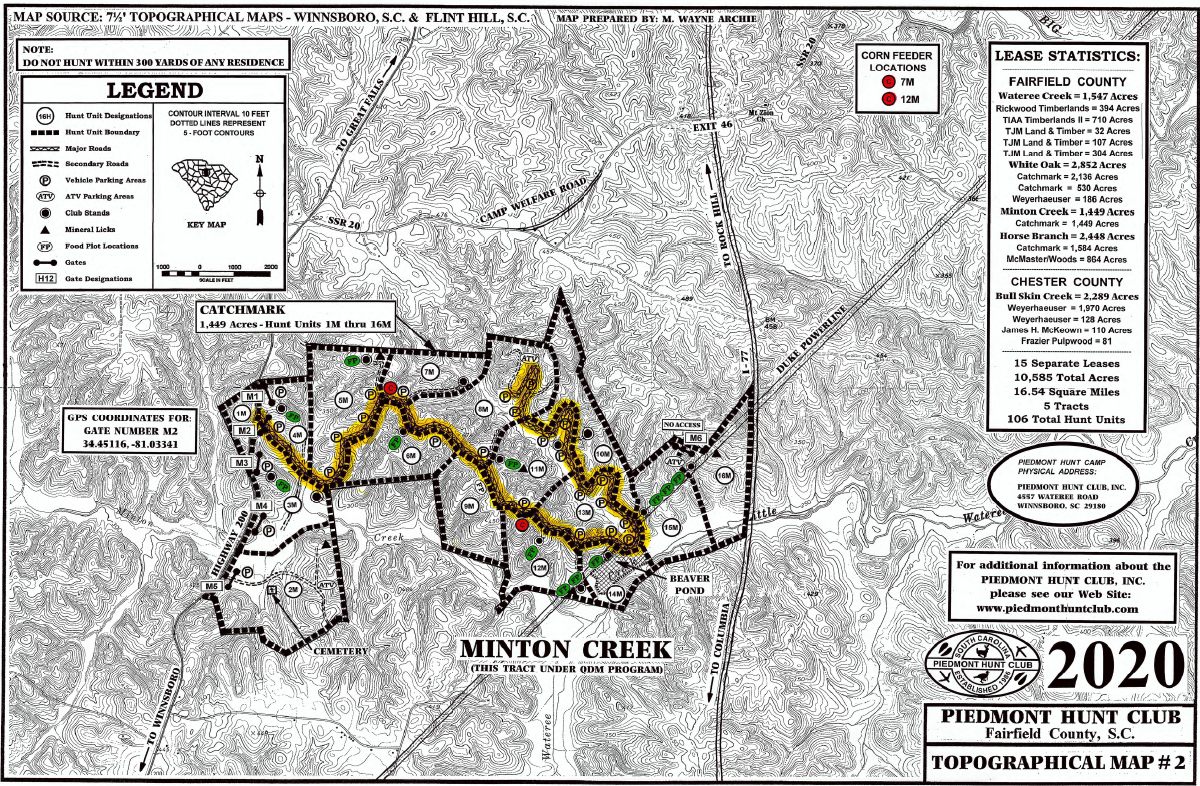 MAP SOURCE: 7½' TOPOGRAPHICAL MAPS - WINNSBORO, S.C. & FLINT HILL, S.C.
MAP PREPARED BY: M. WAYNE ARCHIE
NOTE:
DO NOT HUNT WITHIN 300 YARDS OF ANY RESIDENCE
LEGEND
16H Hunt Unit Designations
Hunt Unit Boundary
Major Roads
Secondary Roads
P Vehicle Parking Areas
ATV ATV Parking Areas
Club Stands
Mineral Licks
FP Food Plot Locations
Gates
H12 Gate Designations
CONTOUR INTERVAL 10 FEET
DOTTED LINES REPRESENT
5 - FOOT CONTOURS
N
KEY MAP
1000 0 1000 2000
SCALE IN FEET
CORN FEEDER
LOCATIONS
C 7M
C 12M
LEASE STATISTICS:
FAIRFIELD COUNTY
Wateree Creek = 1,547 Acres
Rickwood Timberlands = 394 Acres
TIAA Timberlands II = 710 Acres
TJM Land & Timber = 32 Acres
TJM Land & Timber = 107 Acres
TJM Land & Timber = 304 Acres
White Oak = 2,852 Acres
Catchmark = 2,136 Acres
Catchmark = 530 Acres
Weyerhaeuser = 186 Acres
Minton Creek = 1,449 Acres
Catchmark = 1,449 Acres
Horse Branch = 2,448 Acres
Catchmark = 1,584 Acres
McMaster/Woods = 864 Acres
CHESTER COUNTY
Bull Skin Creek = 2,289 Acres
Weyerhaeuser = 1,970 Acres
Weyerhaeuser = 128 Acres
James H. McKeown = 110 Acres
Frazier Pulpwood = 81
15 Separate Leases
10,585 Total Acres
16.54 Square Miles
5 Tracts
106 Total Hunt Units
PIEDMONT HUNT CAMP
PHYSICAL ADDRESS:
PIEDMONT HUNT CLUB, INC.
4557 WATEREE ROAD
WINNSBORO, SC 29180
For additional information about the
PIEDMONT HUNT CLUB, INC.
please see our Web Site:
www.piedmonthuntclub.com
SOUTH CAROLINA
PIEDMONT HUNT CLUB
2020
PIEDMONT HUNT CLUB
Fairfield County, S.C.
TOPOGRAPHICAL MAP # 2
TO GREAT FALLS
SSR 20
CAMP WELFARE ROAD
EXIT 46
Mt Zion
Ch
SSR 20
BIG
TO ROCK HILL
I - 77
DUKE POWERLINE
TO COLUMBIA
CATCHMARK
1,449 Acres - Hunt Units 1M thru 16M
GPS COORDINATES FOR:
GATE NUMBER M2
34.45116, -81.03341
M1
M2
M3
M4
M5
M6
NO ACCESS
1M
2M
3M
4M
5M
6M
7M
8M
9M
10M
11M
12M
13M
14M
15M
16M
HIGHWAY 200
TO WINNSBORO
CEMETERY
BEAVER
POND
Minton
Creek
Little
Wateree
Wateree
MINTON CREEK
(THIS TRACT UNDER QDM PROGRAM)